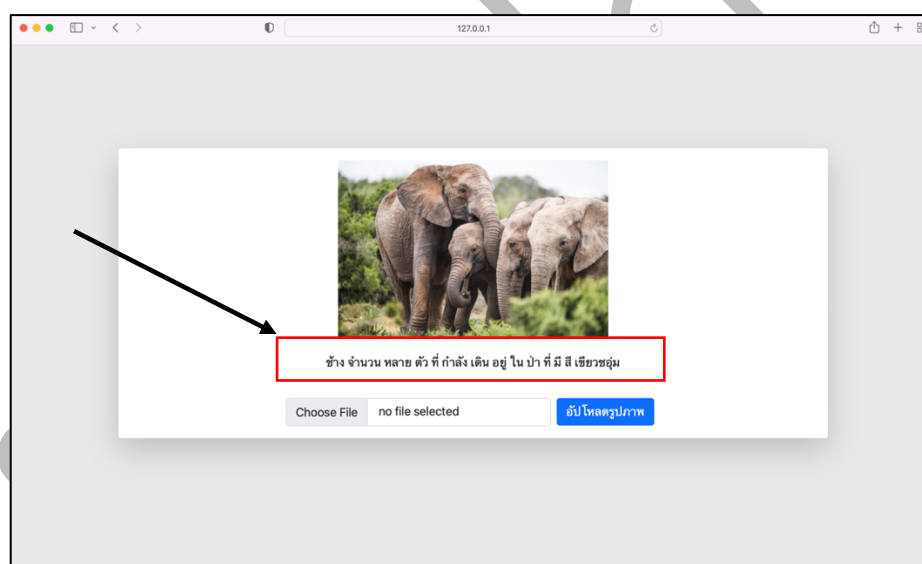 127.0.0.1
ช้าง จำนวน หลาย ตัว ที่ กำลัง เดิน อยู่ ใน ป่า ที่ มี สี เขียวชอุ่ม
Choose File no file selected อัปโหลดรูปภาพ